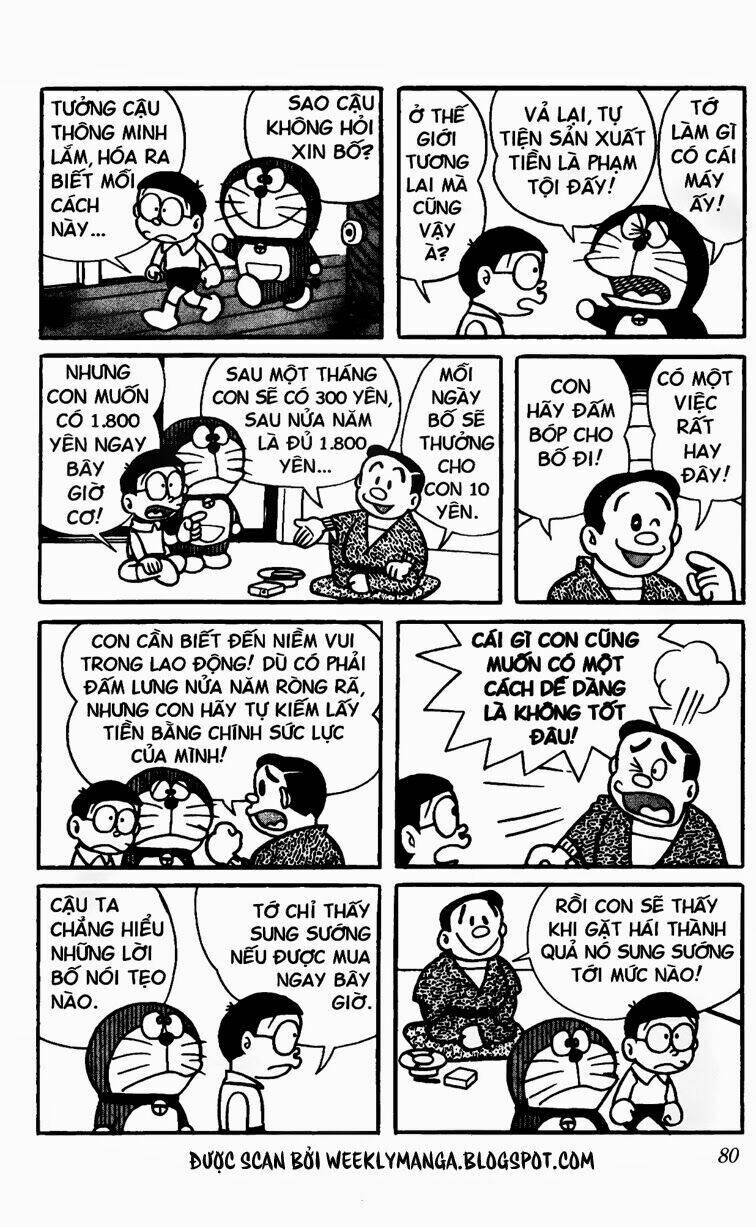 TỚ
LÀM GÌ
CÓ CÁI
MÁY
ẤY!
VẢ LẠI, TỰ
TIỆN SẢN XUẤT
TIỀN LÀ PHẠM
TỘI ĐẤY!
Ở THẾ
GIỚI
TƯƠNG
LAI MÀ
CŨNG
VẬY
À?
SAO CẬU
KHÔNG HỎI
XIN BỐ?
TƯỞNG CẬU
THÔNG MINH
LẮM, HÓA RA
BIẾT MỖI
CÁCH
NÀY...
CÓ MỘT
VIỆC
RẤT
HAY
ĐÂY!
CON
HÃY ĐẤM
BÓP CHO
BỐ ĐI!
MỖI
NGÀY
BỐ SẼ
THƯỞNG
CHO
CON 10
YÊN.
SAU MỘT THÁNG
CON SẼ CÓ 300 YÊN,
SAU NỬA NĂM
LÀ ĐỦ 1.800
YÊN...
NHƯNG
CON MUỐN
CÓ 1.800
YÊN NGAY
BÂY
GIỜ
CƠ!
CÁI GÌ CON CŨNG
MUỐN CÓ MỘT
CÁCH DỄ DÀNG
LÀ KHÔNG TỐT
ĐÂU!
CON CẦN BIẾT ĐẾN NIỀM VUI
TRONG LAO ĐỘNG! DÙ CÓ PHẢI
ĐẤM LƯNG NỬA NĂM RÒNG RÃ,
NHƯNG CON HÃY TỰ KIẾM LẤY
TIỀN BẰNG CHÍNH SỨC LỰC
CỦA MÌNH!
RỒI CON SẼ THẤY
KHI GẶT HÁI THÀNH
QUẢ NÓ SUNG SƯỚNG
TỚI MỨC NÀO!
TỚ CHỈ THẤY
SUNG SƯỚNG
NẾU ĐƯỢC MUA
NGAY BÂY
GIỜ.
CẬU TA
CHẲNG HIỂU
NHỮNG LỜI
BỐ NÓI TẸO
NÀO.
ĐƯỢC SCAN BỞI WEEKLYMANGA.BLOGSPOT.COM
80